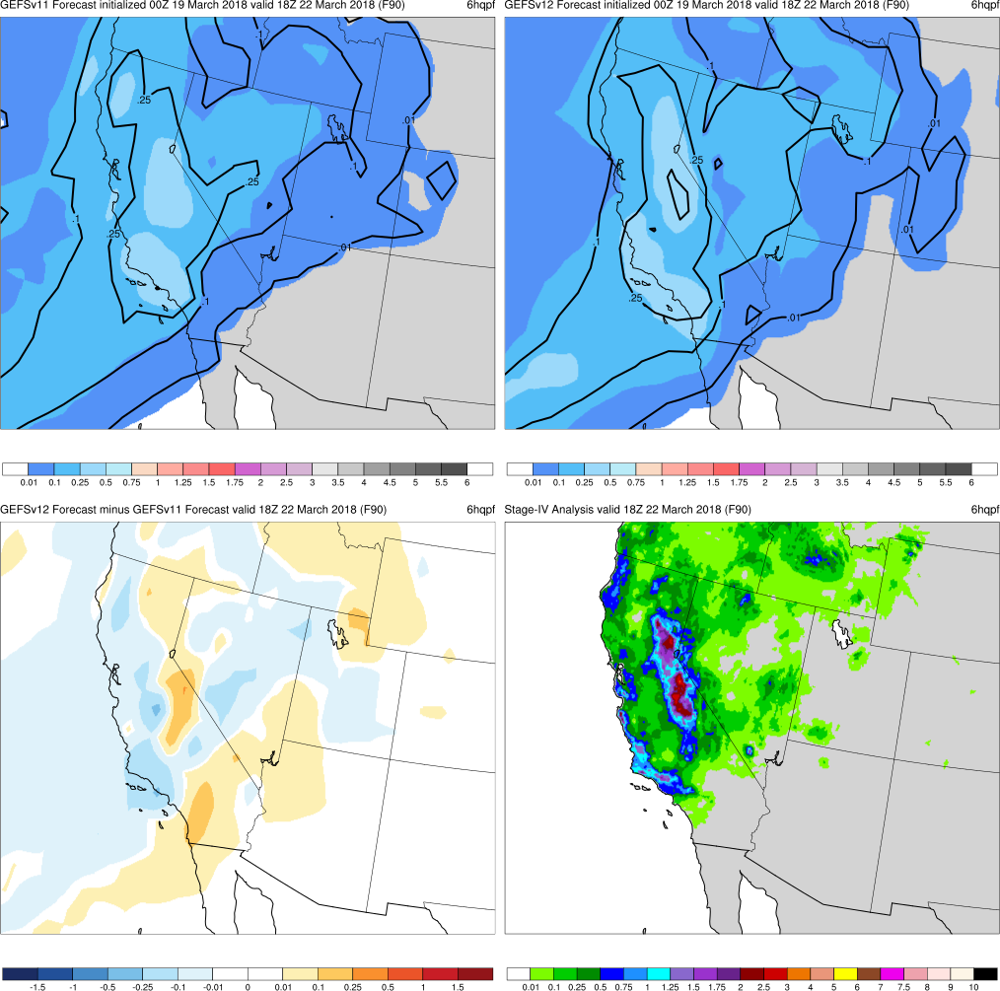 GEFSv11 Forecast initialized 00Z 19 March 2018 valid 18Z 22 March 2018 (F90) 6hqpf
GEFSv12 Forecast initialized 00Z 19 March 2018 valid 18Z 22 March 2018 (F90) 6hqpf
.1
.25
.01
.1
.25
.1
.25
.01
.1
.1
.01
.25
.1
.01
.1
.25
.1
.01
0.01 0.1 0.25 0.5 0.75 1 1.25 1.5 1.75 2 2.5 3 3.5 4 4.5 5 5.5 6
0.01 0.1 0.25 0.5 0.75 1 1.25 1.5 1.75 2 2.5 3 3.5 4 4.5 5 5.5 6
GEFSv12 Forecast minus GEFSv11 Forecast valid 18Z 22 March 2018 (F90)
Stage-IV Analysis valid 18Z 22 March 2018 (F90) 6hqpf
-1.5 -1 -0.5 -0.25 -0.1 -0.01 0 0.01 0.1 0.25 0.5 1 1.5
0.01 0.1 0.25 0.5 0.75 1 1.25 1.5 1.75 2 2.5 3 4 5 6 7 7.5 8 9 10